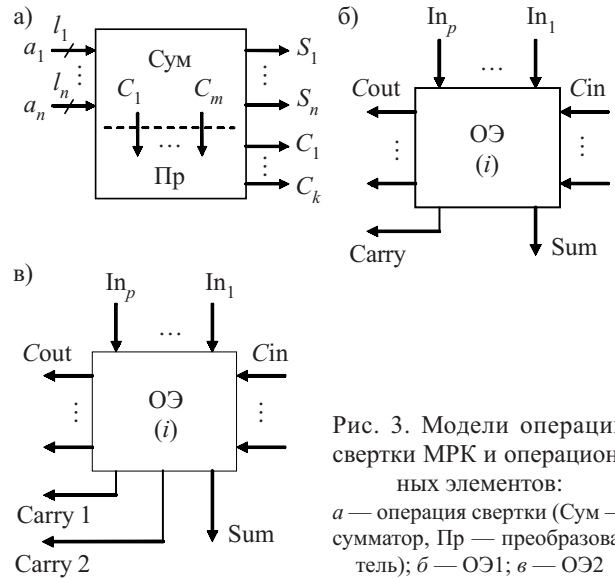 а)
l₁
a₁
lₙ
aₙ
Сум
C₁ Cₘ
...
Пр
S₁
Sₙ
C₁
Cₖ
б)
Inₚ ... In₁
Cout Cin
ОЭ
(i)
Carry Sum
в)
Inₚ ... In₁
Cout Cin
ОЭ
(i)
Carry 1
Carry 2 Sum
Рис. 3. Модели операции
свертки МРК и операцион-
ных элементов:
а — операция свертки (Сум —
сумматор, Пр — преобразова-
тель); б — ОЭ1; в — ОЭ2